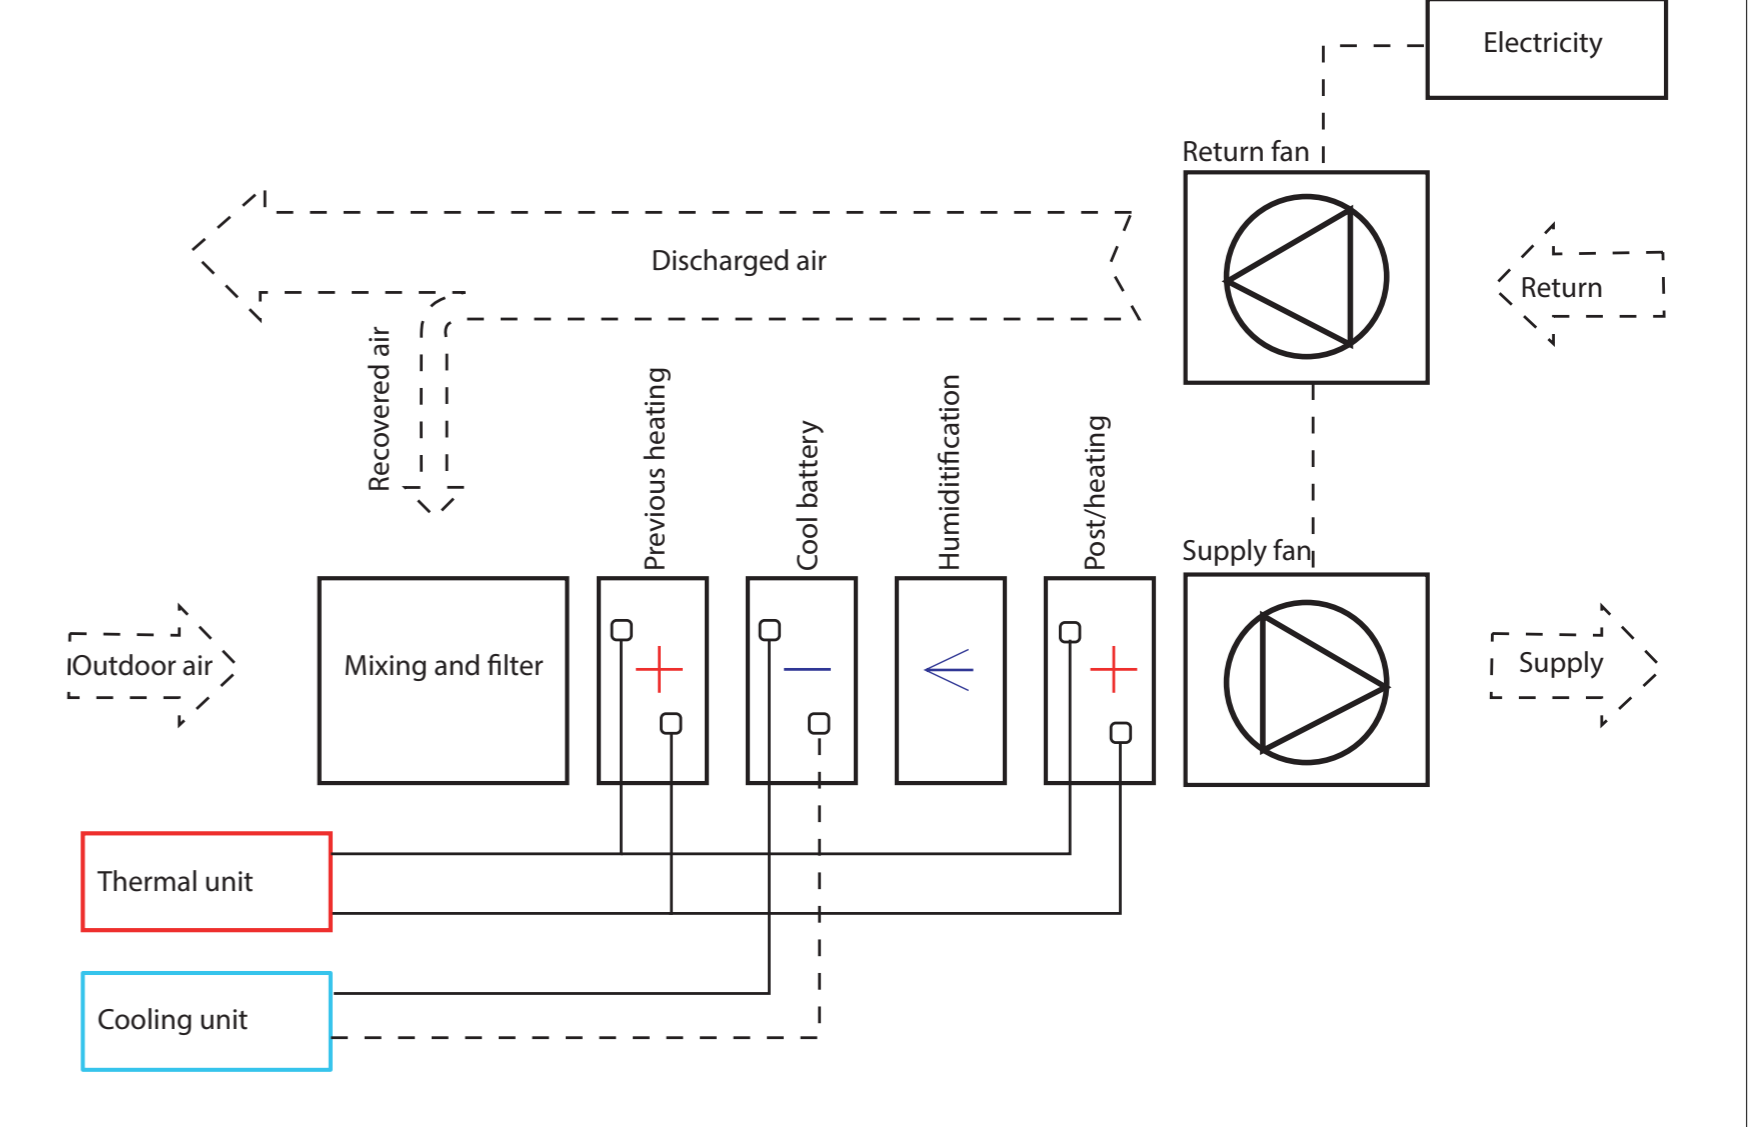 Electricity
Return fan
Discharged air
Return
Recovered air
Previous heating
Cool battery
Humiditification
Post/heating
Supply fan
Outdoor air
Mixing and filter
Supply
Thermal unit
Cooling unit